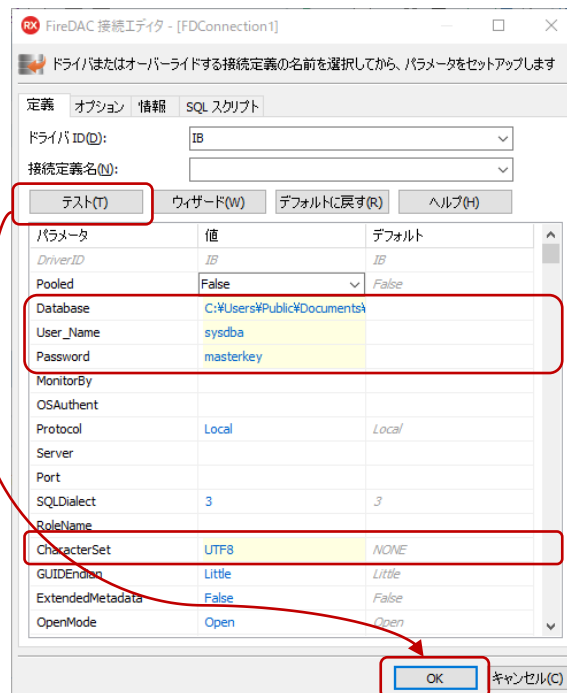 RX FireDAC 接続エディタ - [FDConnection1]
ドライバまたはオーバーライドする接続定義の名前を選択してから、パラメータをセットアップします
定義 オプション 情報 SQL スクリプト
ドライバ ID(D): IB
接続定義名(N):
テスト(T) ウィザード(W) デフォルトに戻す(R) ヘルプ(H)
パラメータ 値 デフォルト
DriverID IB IB
Pooled False False
Database C:¥Users¥Public¥Documents¥
User_Name sysdba
Password masterkey
MonitorBy
OSAuthent
Protocol Local Local
Server
Port
SQLDialect 3 3
RoleName
CharacterSet UTF8 NONE
GUIDEndian Little Little
ExtendedMetadata False False
OpenMode Open Open
OK キャンセル(C)